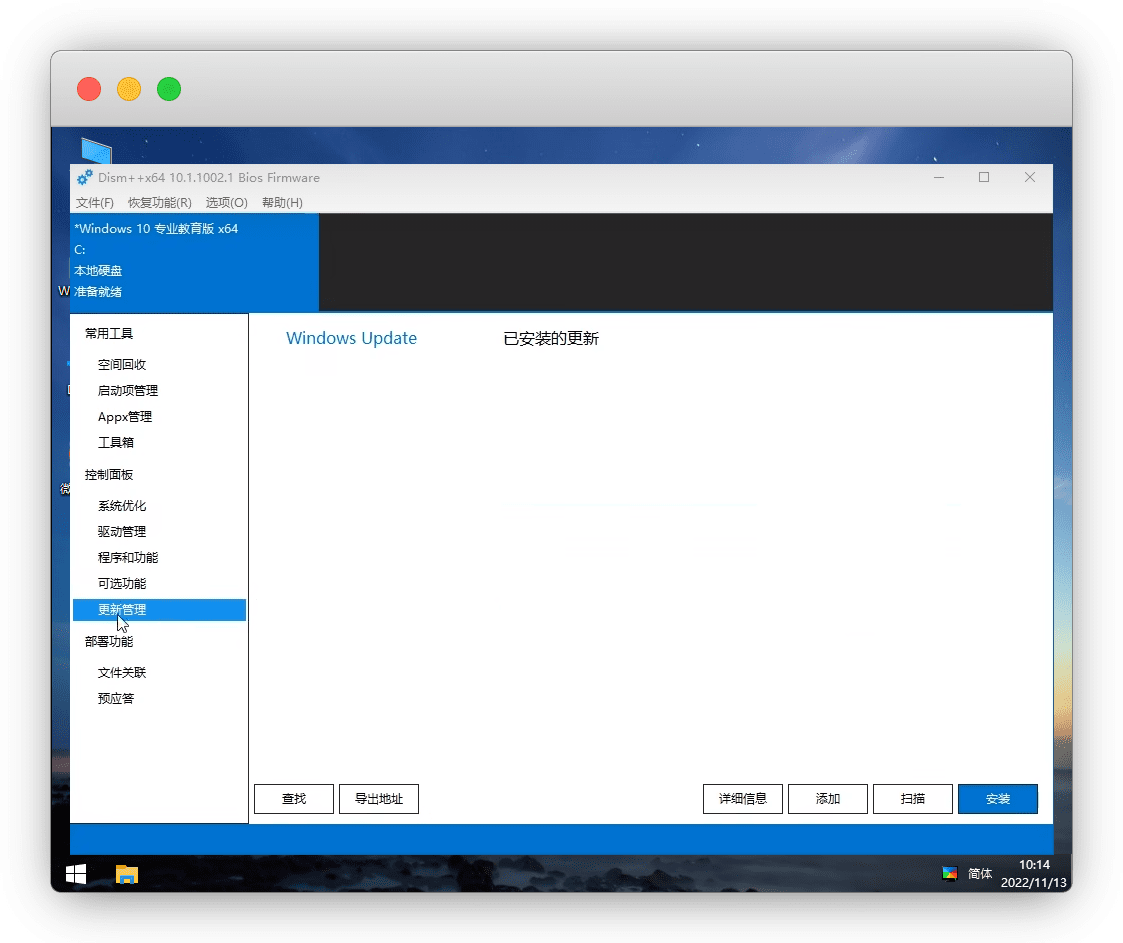 Dism++x64 10.1.1002.1 Bios Firmware
文件(F) 恢复功能(R) 选项(O) 帮助(H)
*Windows 10 专业教育版 x64
C:
本地硬盘
W
准备就绪
常用工具
Windows Update 已安装的更新
空间回收
启动项管理
Appx管理
工具箱
控制面板
微
系统优化
驱动管理
程序和功能
可选功能
更新管理
部署功能
文件关联
预应答
查找 导出地址 详细信息 添加 扫描 安装
简体
10:14
2022/11/13